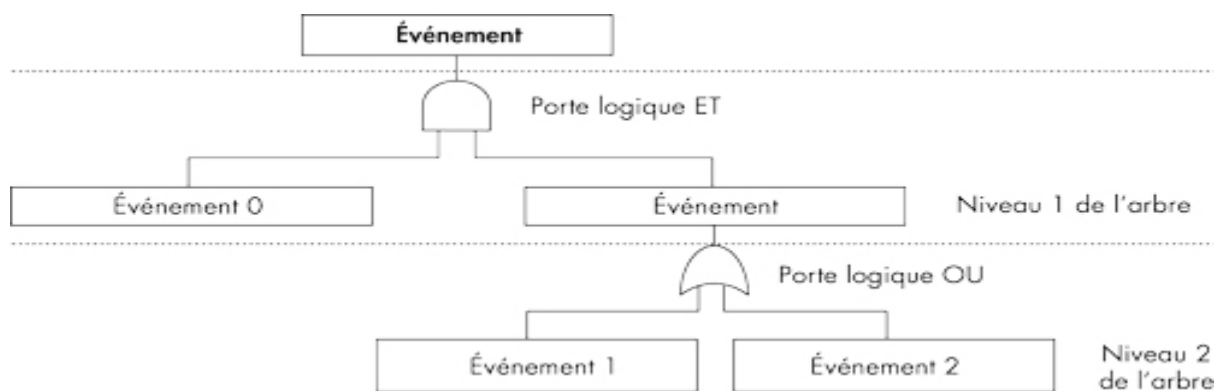 Événement
Porte logique ET
Événement 0
Événement
Niveau 1 de l'arbre
Porte logique OU
Événement 1
Événement 2
Niveau 2
de l'arbre